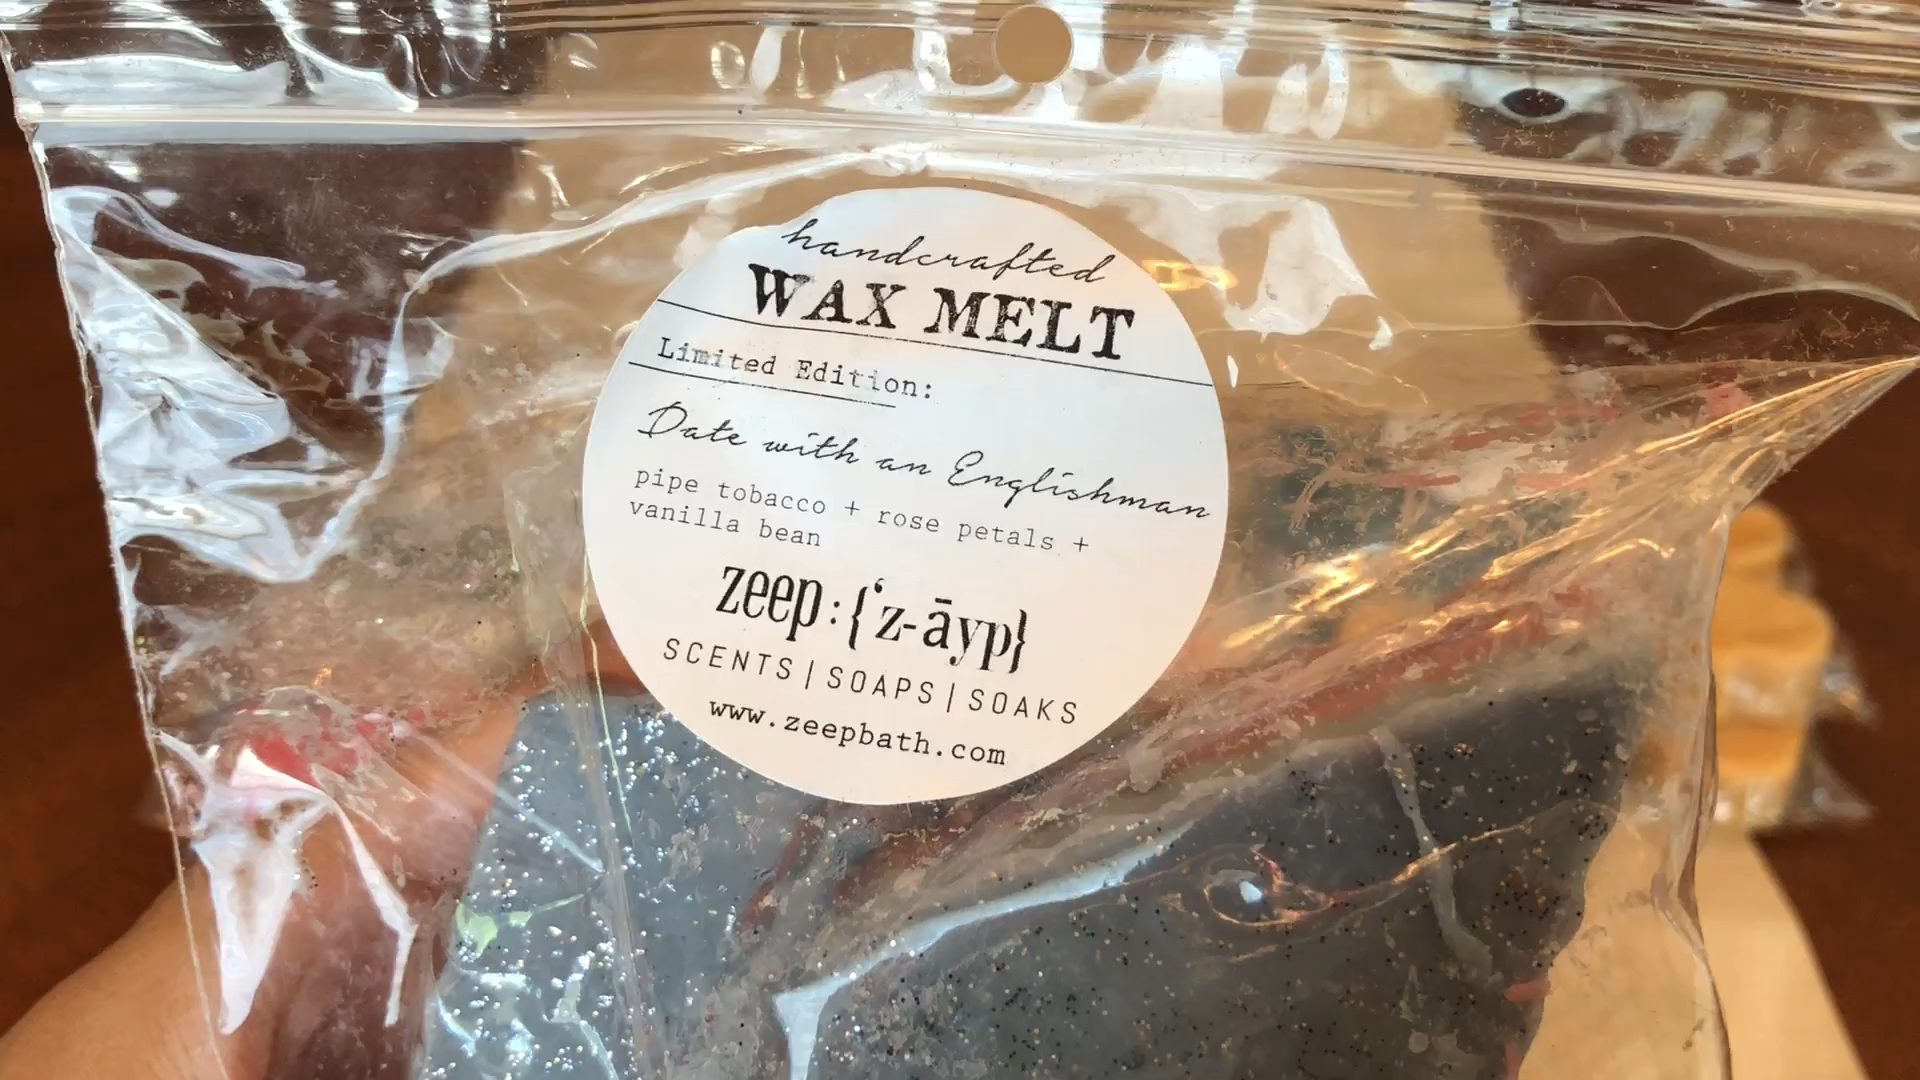 handcrafted
WAX MELT
Limited Edition:
Date with an Englishman
pipe tobacco + rose petals +
vanilla bean
zeep:{'z-āyp}
SCENTS|SOAPS|SOAKS
www.zeepbath.com